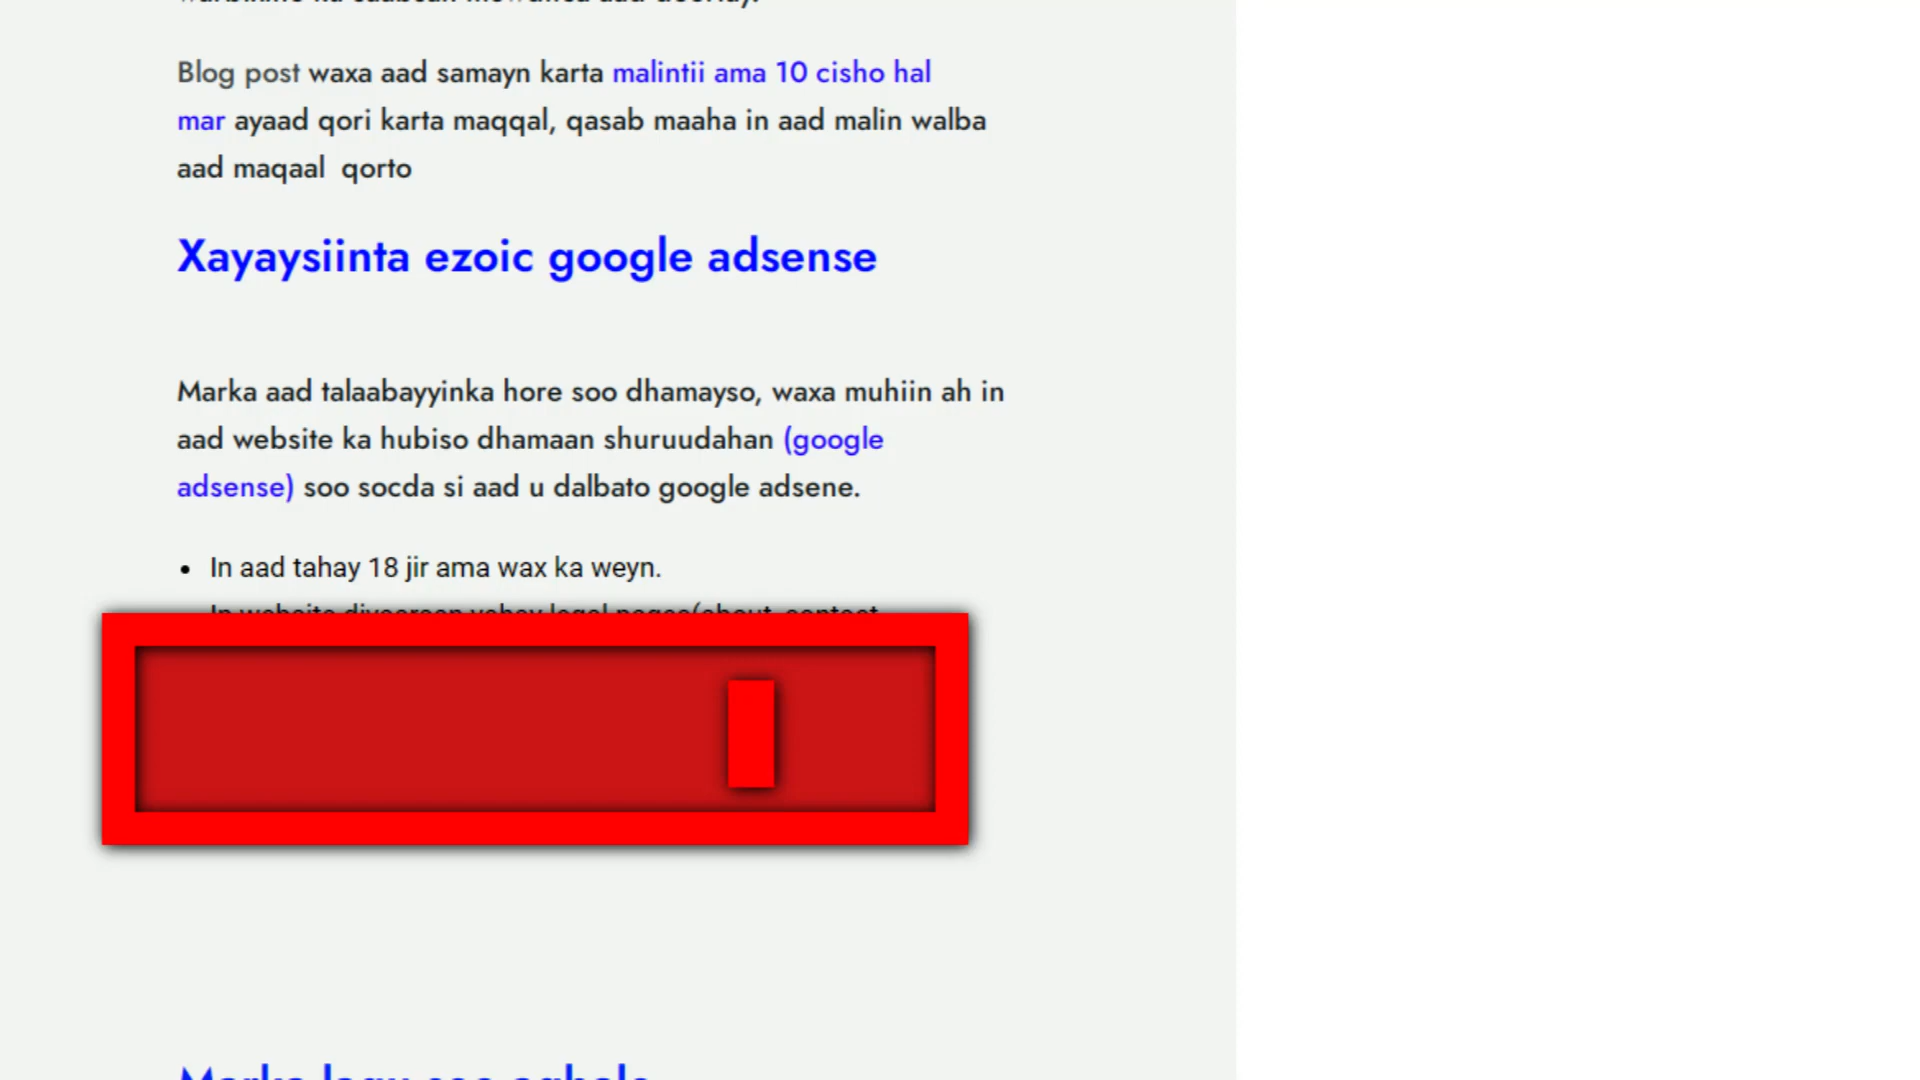 Blog post waxa aad samayn karta malintii ama 10 cisho hal
mar ayaad qori karta maqqal, qasab maaha in aad malin walba
aad maqaal qorto
Xayaysiinta ezoic google adsense
Marka aad talaabayyinka hore soo dhamayso, waxa muhiin ah in
aad website ka hubiso dhamaan shuruudahan (google
adsense) soo socda si aad u dalbato google adsene.
• In aad tahay 18 jir ama wax ka weyn.